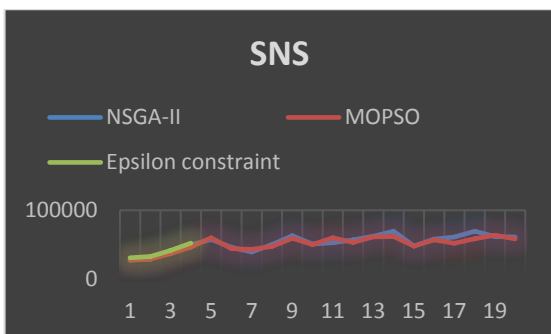 SNS
NSGA-II MOPSO
Epsilon constraint
100000
0
1 3 5 7 9 11 13 15 17 19